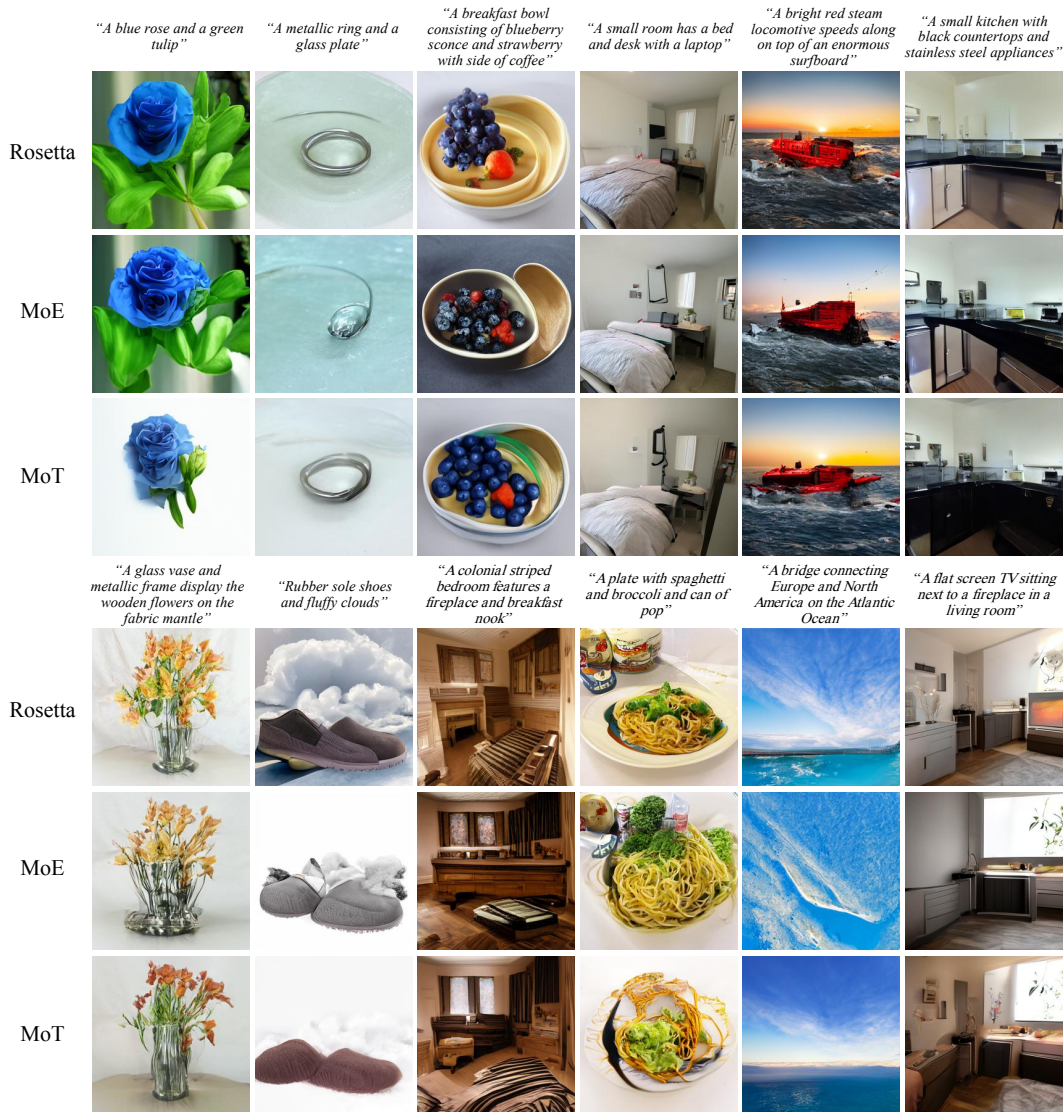 “A blue rose and a green
tulip”
“A metallic ring and a
glass plate”
“A breakfast bowl
consisting of blueberry
sconce and strawberry
with side of coffee”
“A small room has a bed
and desk with a laptop”
“A bright red steam
locomotive speeds along
on top of an enormous
surfboard”
“A small kitchen with
black countertops and
stainless steel appliances”
Rosetta
MoE
MoT
“A glass vase and
metallic frame display the
wooden flowers on the
fabric mantle”
“Rubber sole shoes
and fluffy clouds”
“A colonial striped
bedroom features a
fireplace and breakfast
nook”
“A plate with spaghetti
and broccoli and can of
pop”
“A bridge connecting
Europe and North
America on the Atlantic
Ocean”
“A flat screen TV sitting
next to a fireplace in a
living room”
Rosetta
MoE
MoT